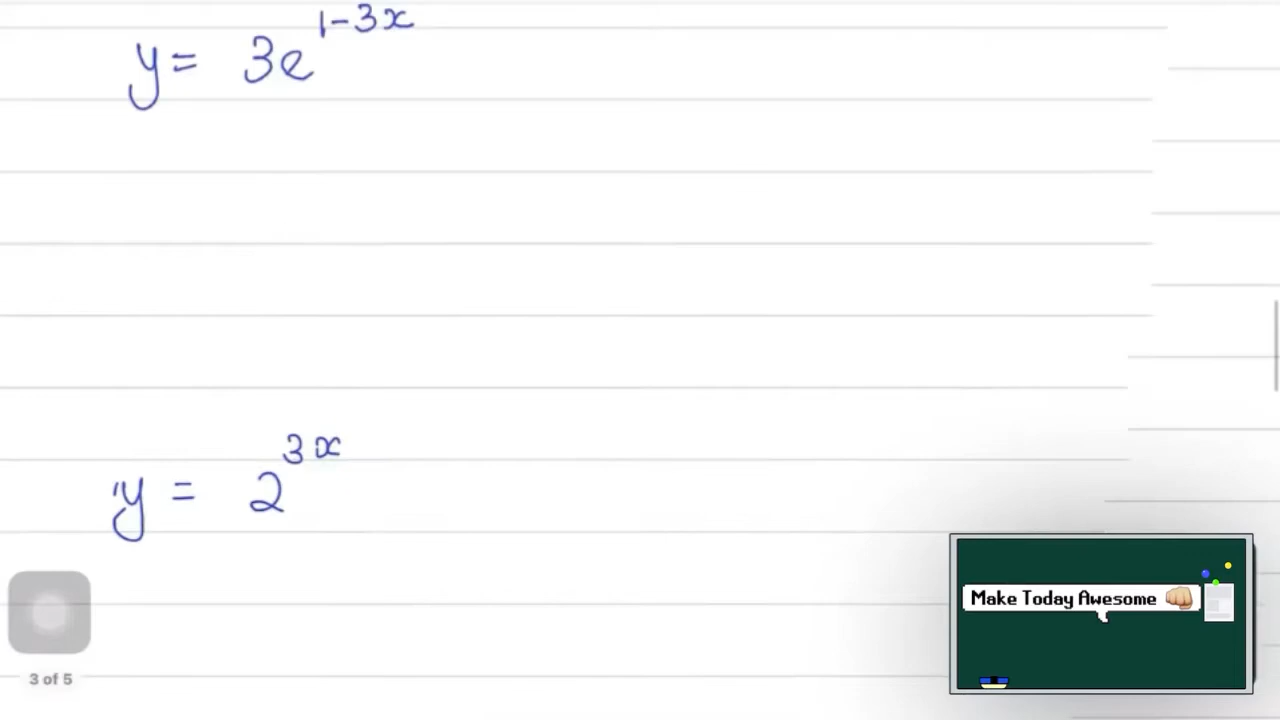 y = 3e^{1-3x}
y = 2^{3x}
Make Today Awesome 👊
3 of 5